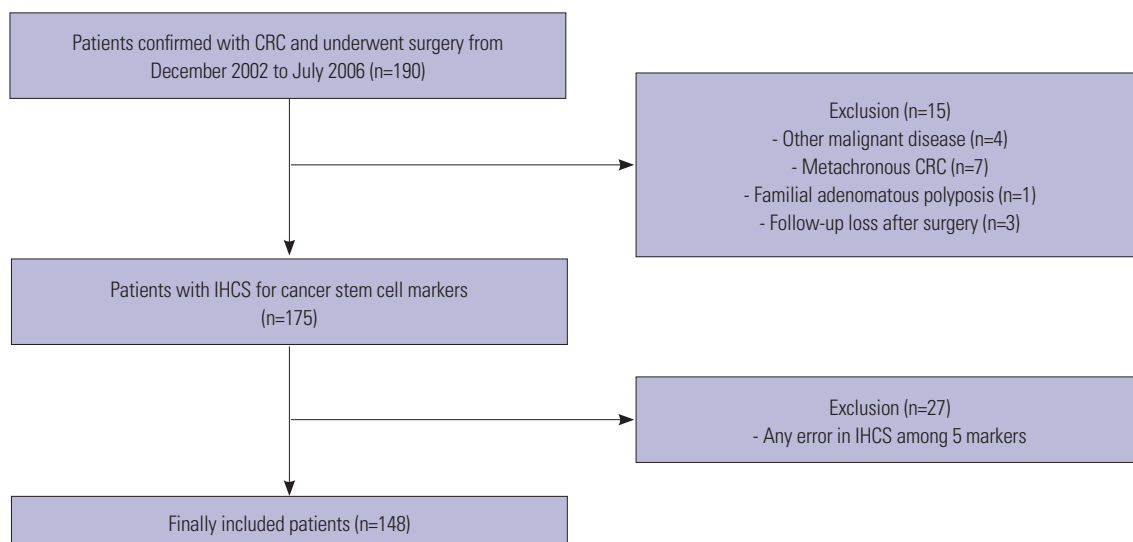 Patients confirmed with CRC and underwent surgery from
December 2002 to July 2006 (n=190)
Exclusion (n=15)
- Other malignant disease (n=4)
- Metachronous CRC (n=7)
- Familial adenomatous polyposis (n=1)
- Follow-up loss after surgery (n=3)
Patients with IHCS for cancer stem cell markers
(n=175)
Exclusion (n=27)
- Any error in IHCS among 5 markers
Finally included patients (n=148)